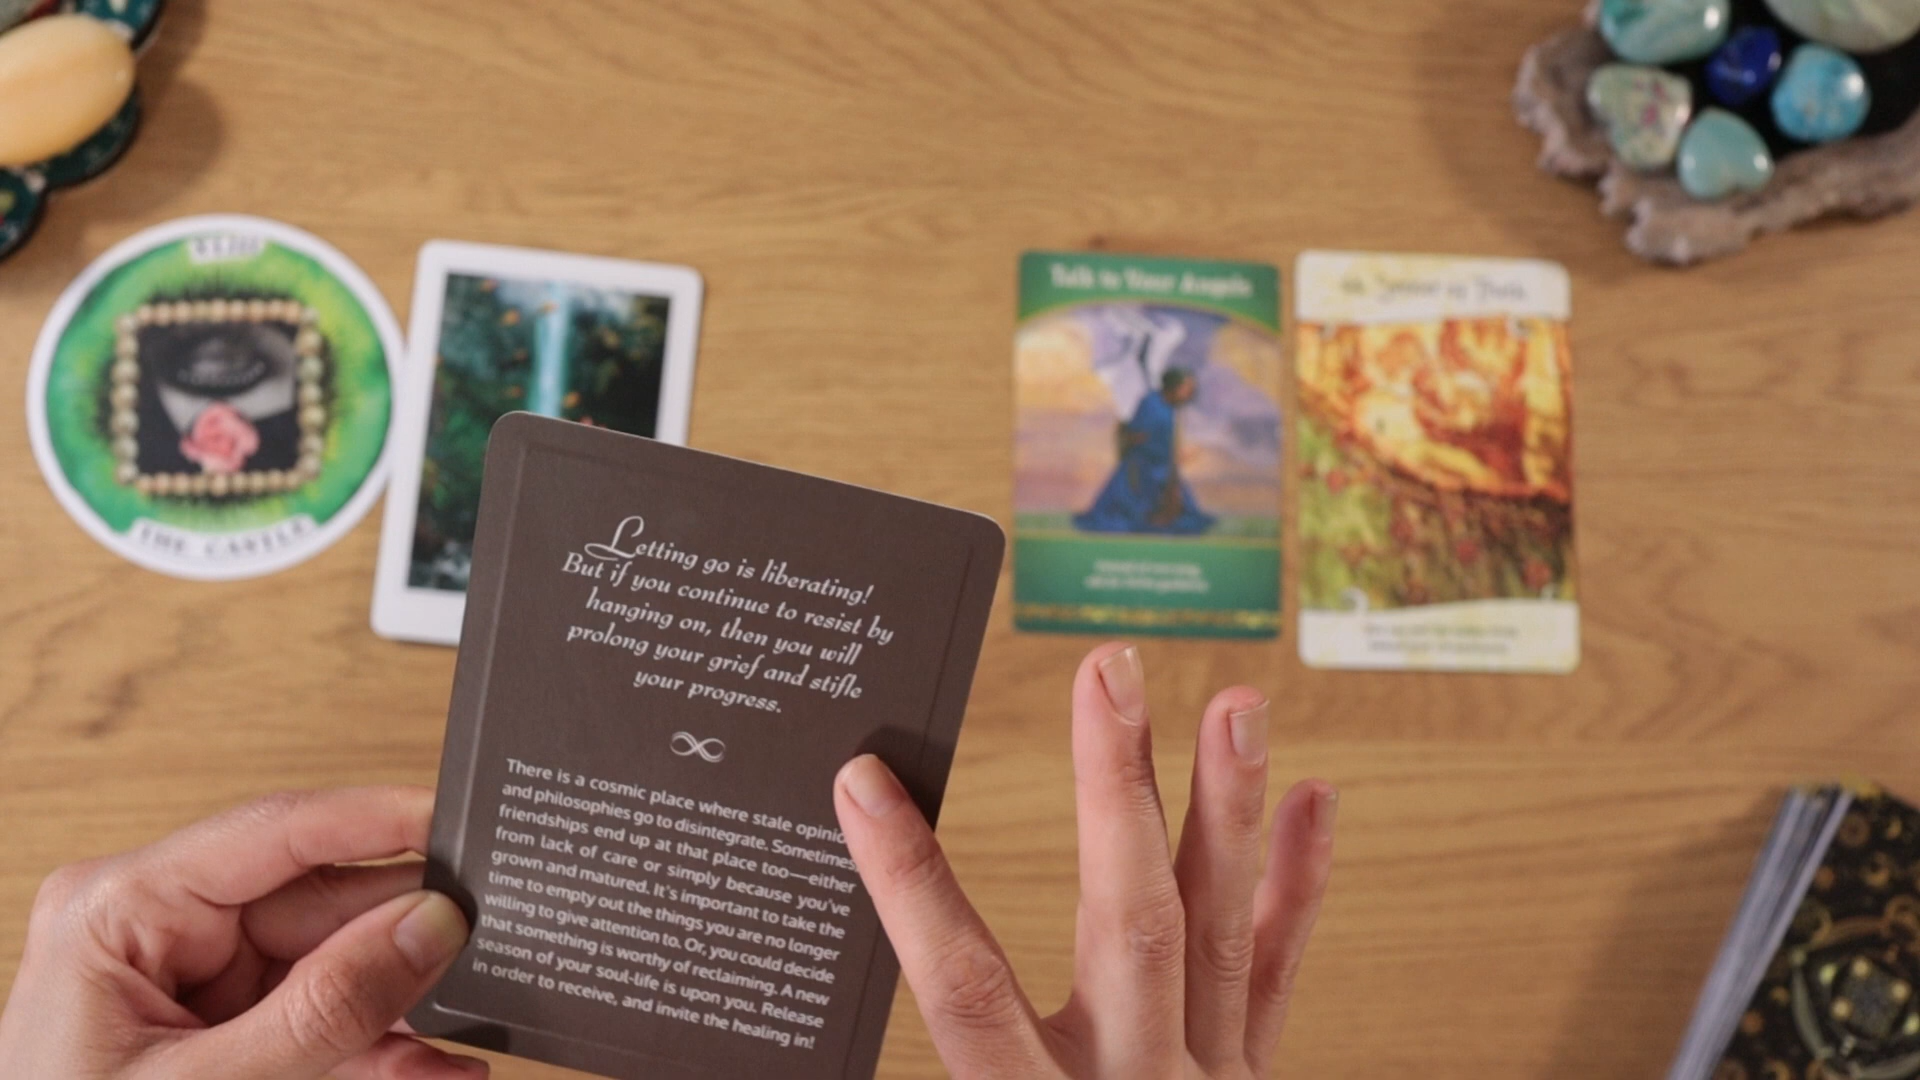 THE CASTLE
Talk to Your Angels
Letting go is liberating!
But if you continue to resist by
hanging on, then you will
prolong your grief and stifle
your progress.
There is a cosmic place where stale
and philosophies go to disintegrate. Sometimes
friendships end up at that place too—either
from lack of care or simply because you've
grown and matured. It's important to take the
time to empty out the things you are no longer
willing to give attention to. Or, you could decide
that something is worthy of reclaiming. A new
season of your soul-life is upon you. Release
in order to receive, and invite the healing in!